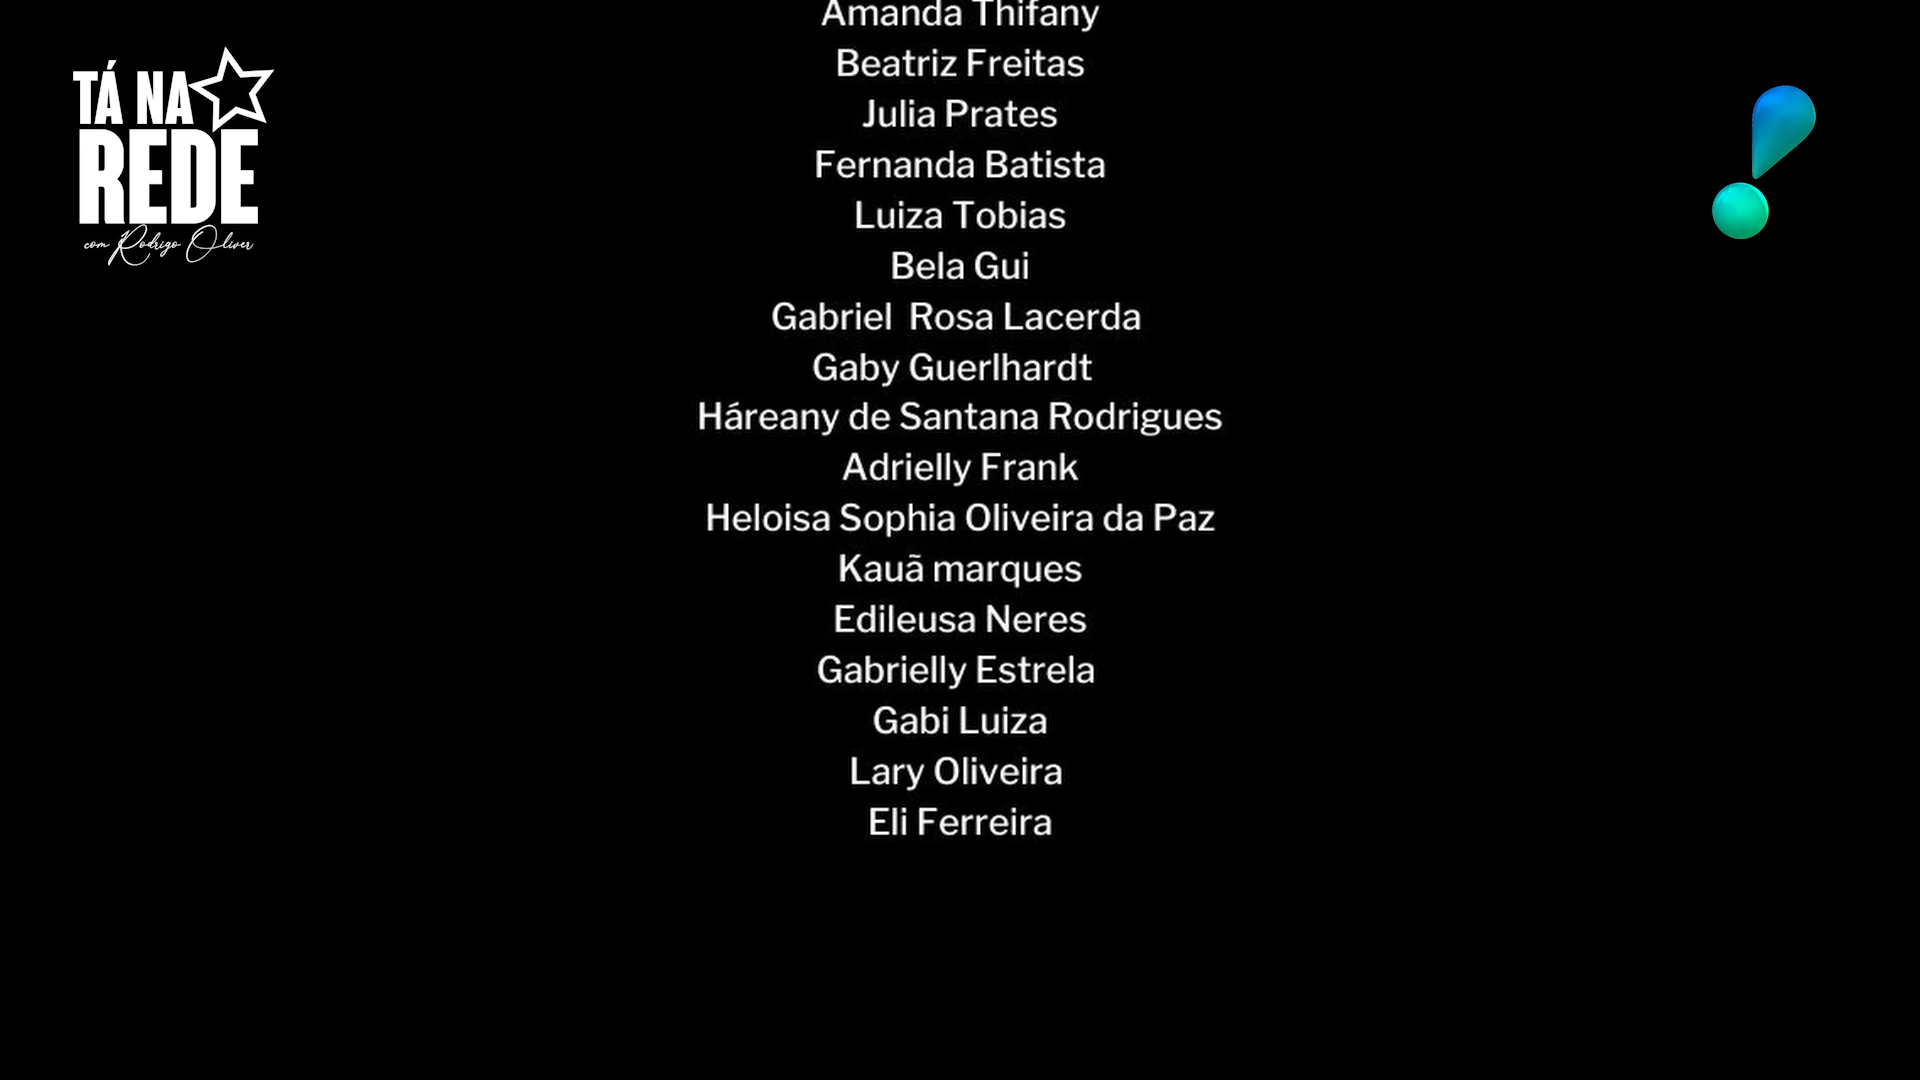 TÁ NA
REDE
com Rodrigo Oliver
Amanda Thifany
Beatriz Freitas
Julia Prates
Fernanda Batista
Luiza Tobias
Bela Gui
Gabriel  Rosa Lacerda
Gaby Guerlhardt
Háreany de Santana Rodrigues
Adrielly Frank
Heloisa Sophia Oliveira da Paz
Kauã marques
Edileusa Neres
Gabrielly Estrela
Gabi Luiza
Lary Oliveira
Eli Ferreira